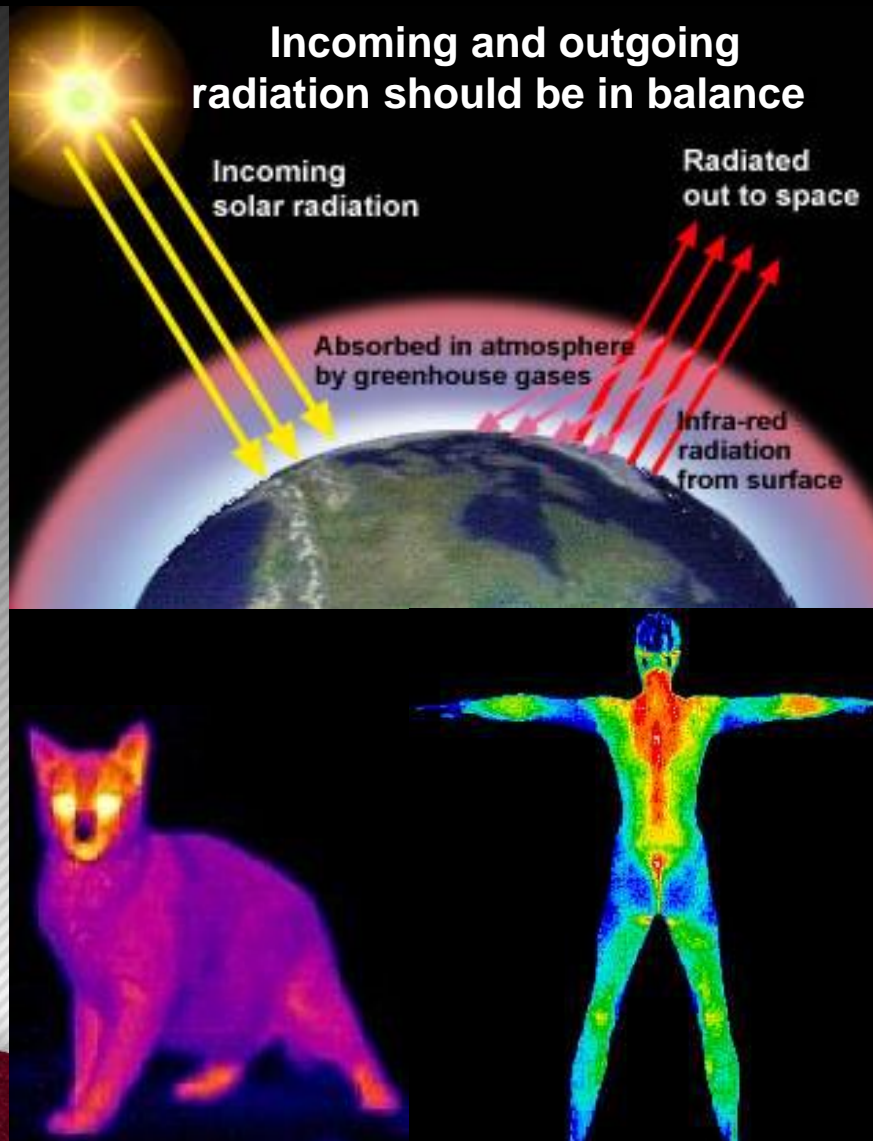 Incoming and outgoing
radiation should be in balance
Incoming
solar radiation
Radiated
out to space
Absorbed in atmosphere
by greenhouse gases
Infra-red
radiation
from surface